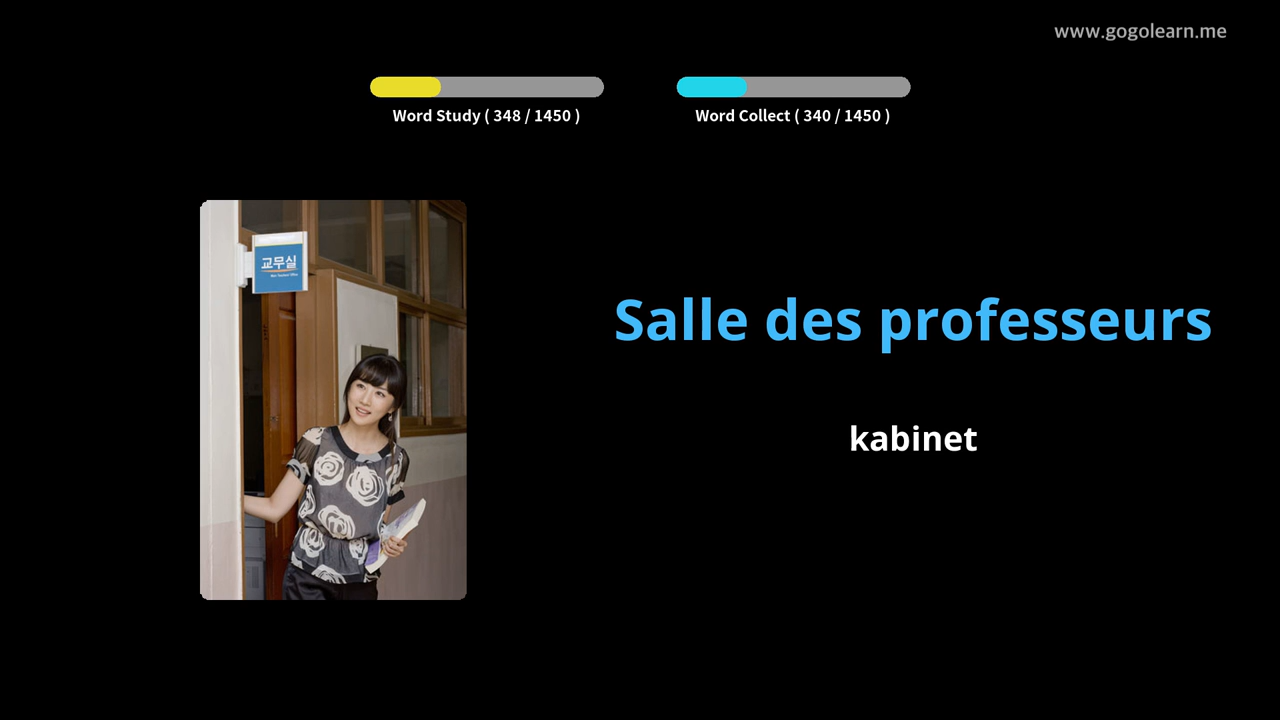 www.gogolearn.me
Word Study ( 348 / 1450 )
Word Collect ( 340 / 1450 )
교무실
Salle des professeurs
kabinet